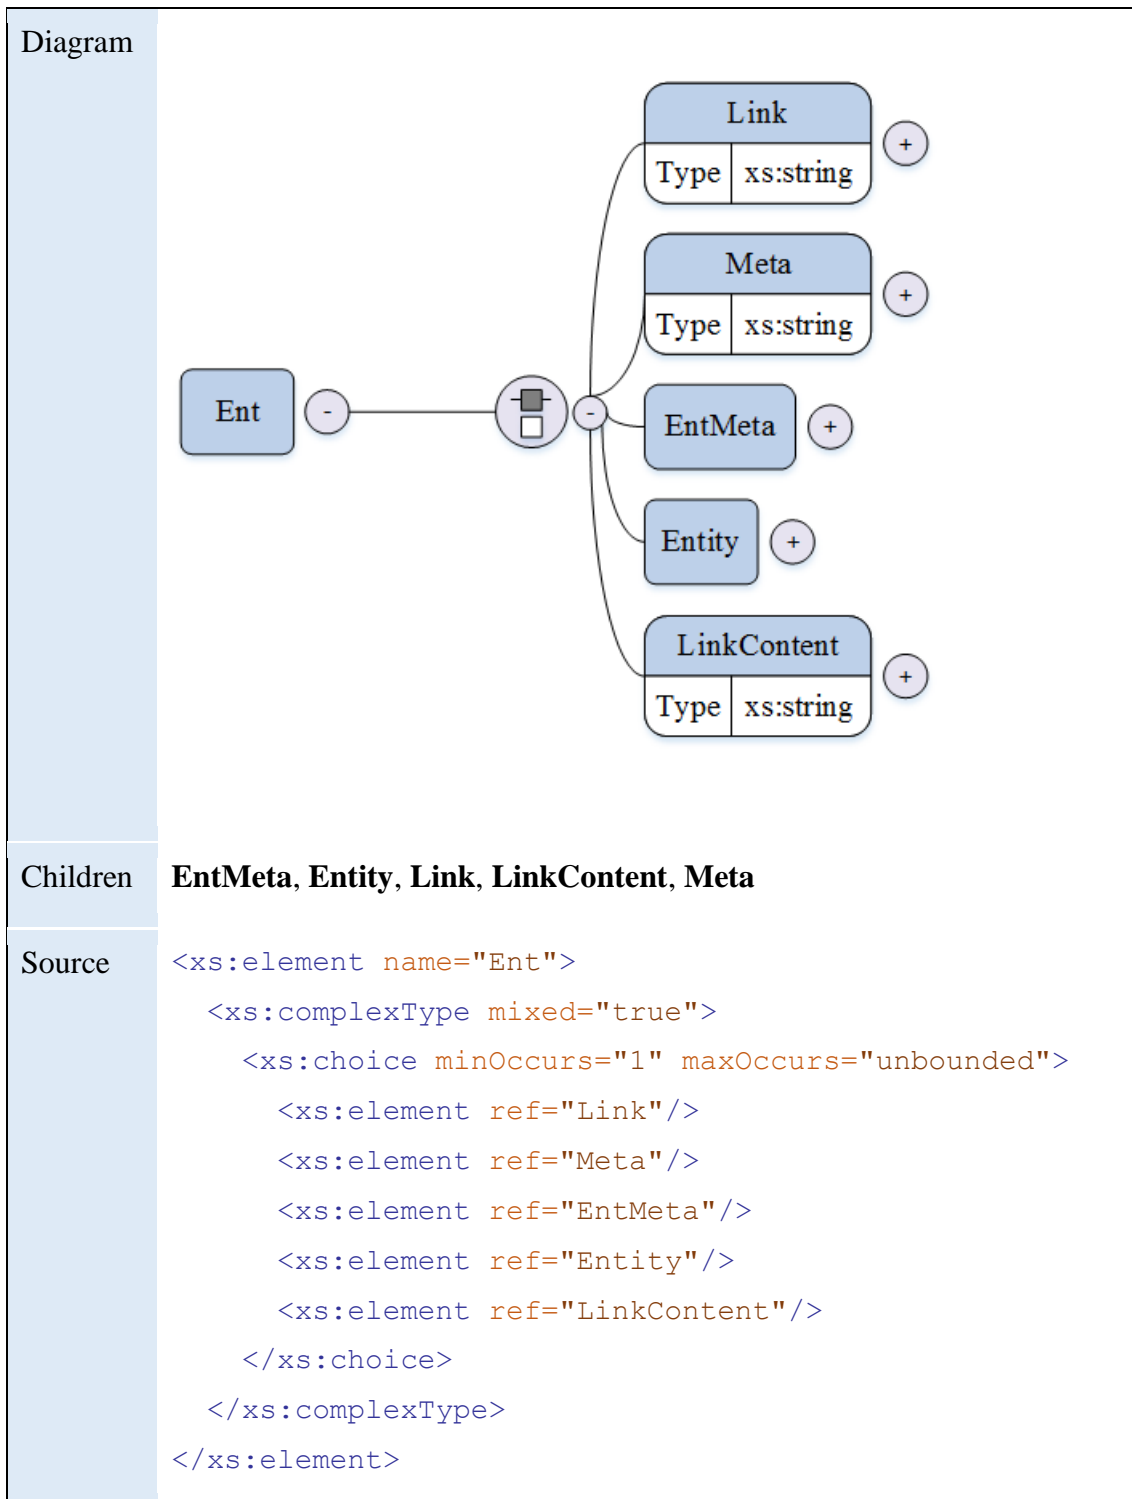 Diagram
Link
Type xs:string
+
Meta
Type xs:string
+
Ent
-
-
EntMeta
+
Entity
+
LinkContent
Type xs:string
+
Children EntMeta, Entity, Link, LinkContent, Meta
Source <xs:element name="Ent">
<xs:complexType mixed="true">
<xs:choice minOccurs="1" maxOccurs="unbounded">
<xs:element ref="Link"/>
<xs:element ref="Meta"/>
<xs:element ref="EntMeta"/>
<xs:element ref="Entity"/>
<xs:element ref="LinkContent"/>
</xs:choice>
</xs:complexType>
</xs:element>